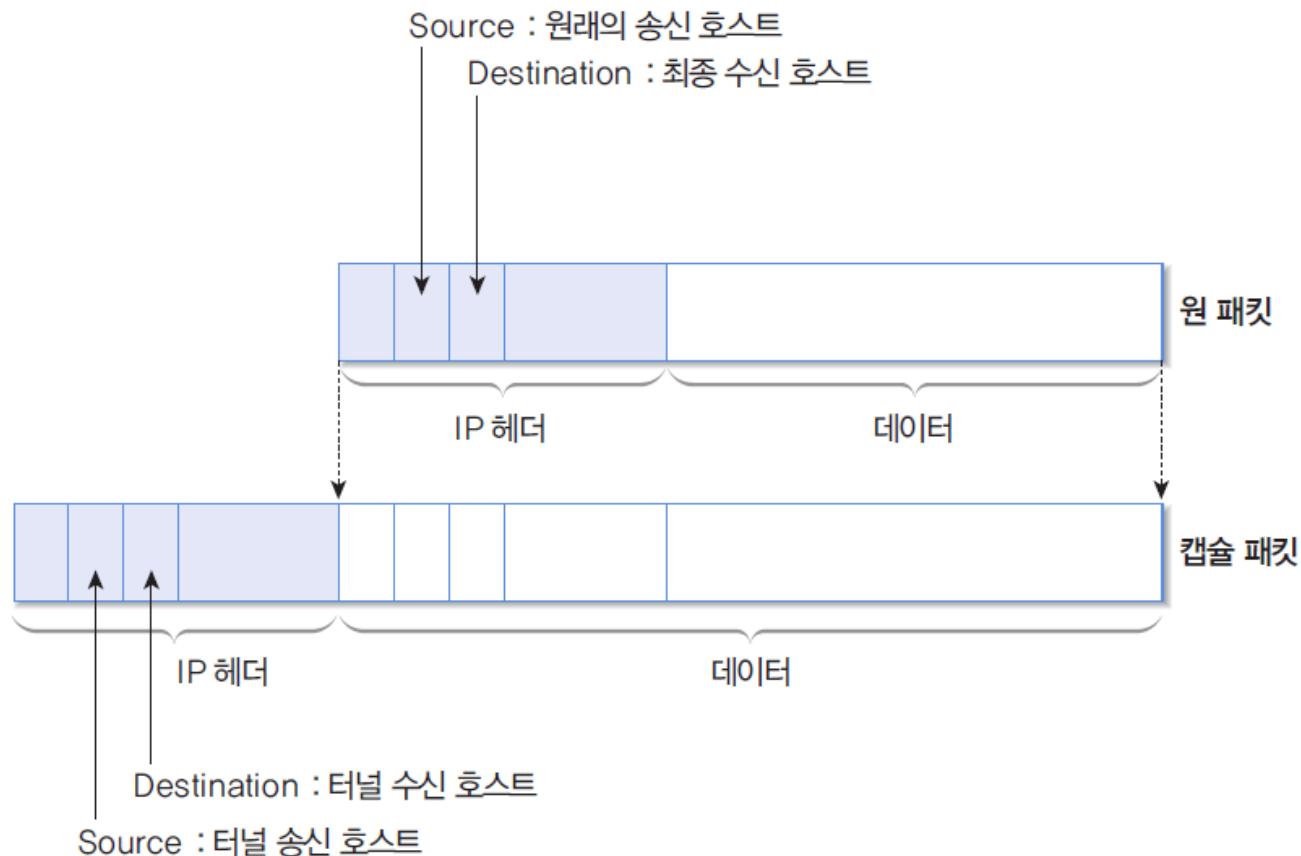 Source : 원래의 송신 호스트
Destination : 최종 수신 호스트
원 패킷
IP 헤더
데이터
캡슐 패킷
IP 헤더
데이터
Destination : 터널 수신 호스트
Source : 터널 송신 호스트